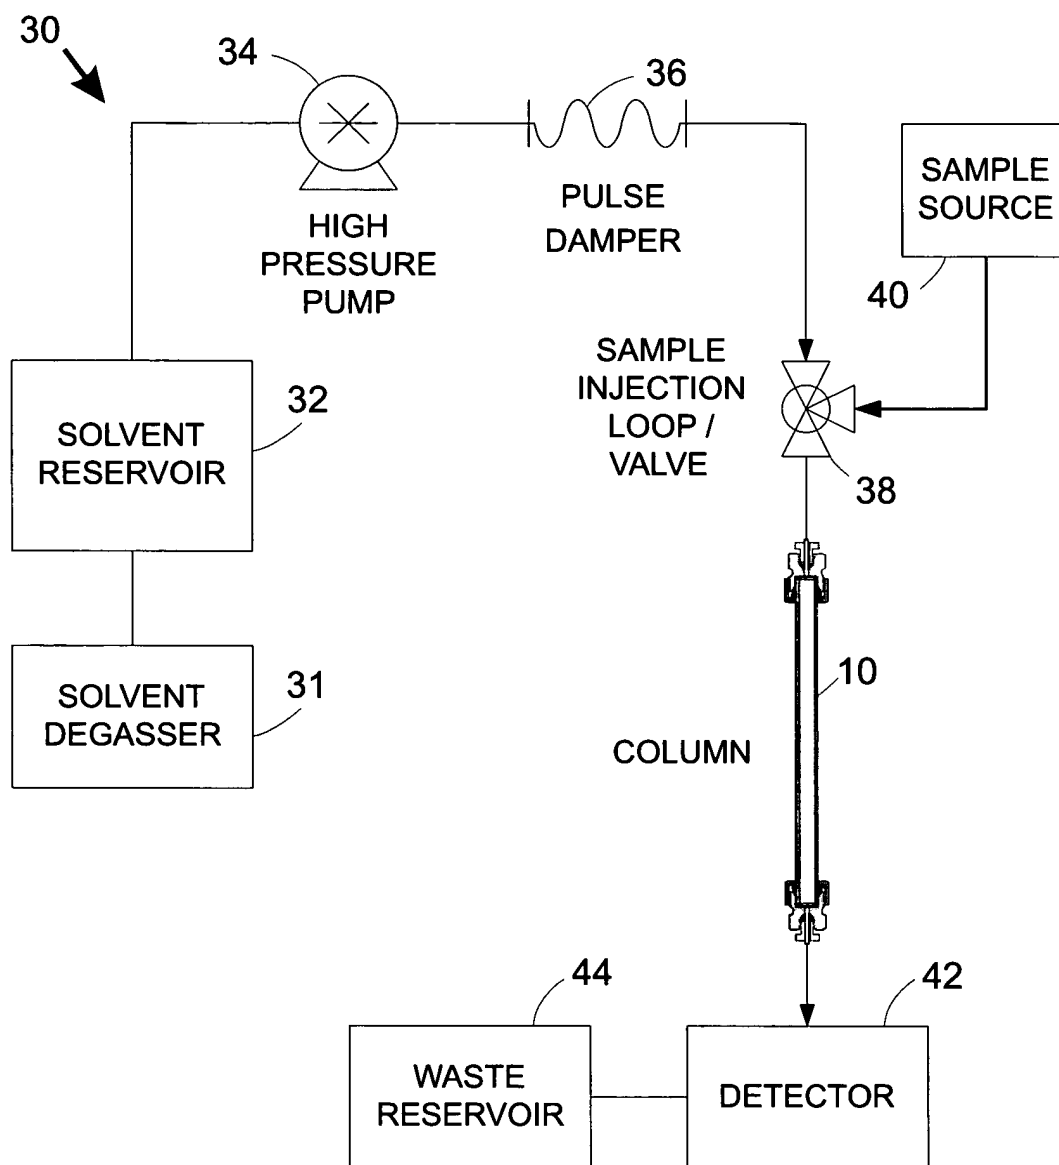 30
34
36
HIGH
PRESSURE
PUMP
PULSE
DAMPER
SAMPLE
SOURCE
40
SAMPLE
INJECTION
LOOP /
VALVE
38
32
SOLVENT
RESERVOIR
31
SOLVENT
DEGASSER
10
COLUMN
44
42
WASTE
RESERVOIR
DETECTOR